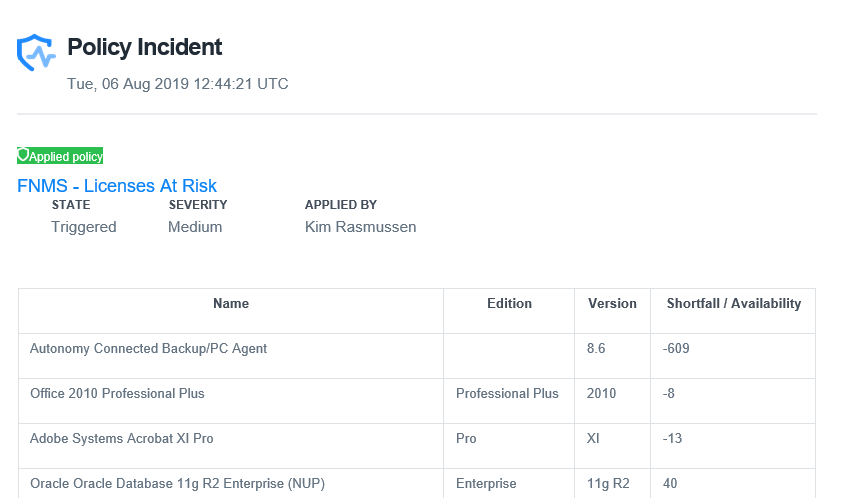 Policy Incident
Tue, 06 Aug 2019 12:44:21 UTC
Applied policy
FNMS - Licenses At Risk
STATE SEVERITY APPLIED BY
Triggered Medium Kim Rasmussen
Name Edition Version Shortfall / Availability
Autonomy Connected Backup/PC Agent 8.6 -609
Office 2010 Professional Plus Professional Plus 2010 -8
Adobe Systems Acrobat XI Pro Pro XI -13
Oracle Oracle Database 11g R2 Enterprise (NUP) Enterprise 11g R2 40